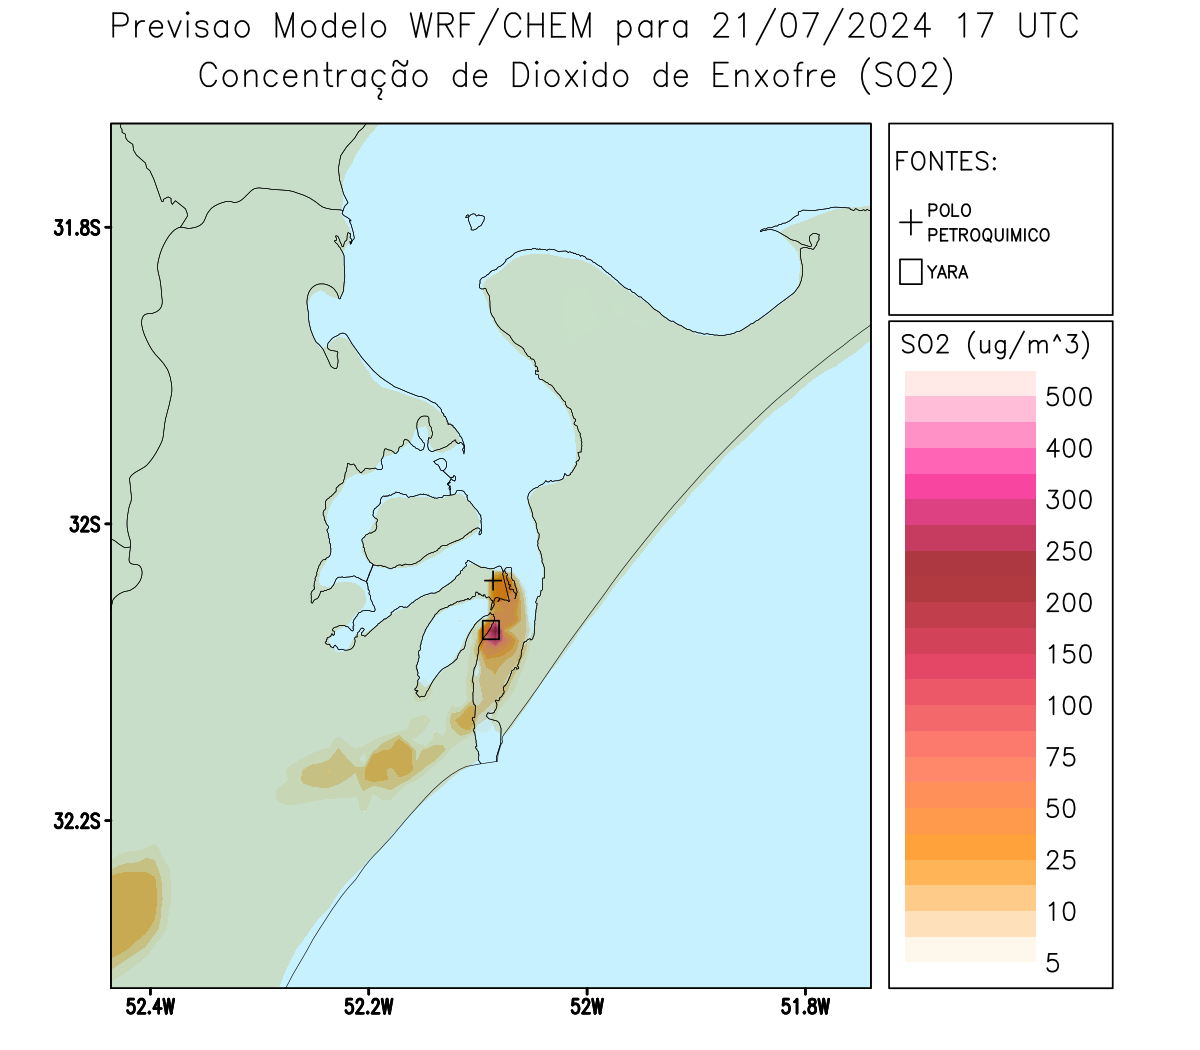 Previsao Modelo WRF/CHEM para 21/07/2024 17 UTC
Concentração de Dioxido de Enxofre (SO2)
FONTES:
POLO
PETROQUIMICO
YARA
SO2 (ug/m^3)
500
400
300
250
200
150
100
75
50
25
10
5
31.8S
32S
32.2S
52.4W
52.2W
52W
51.8W